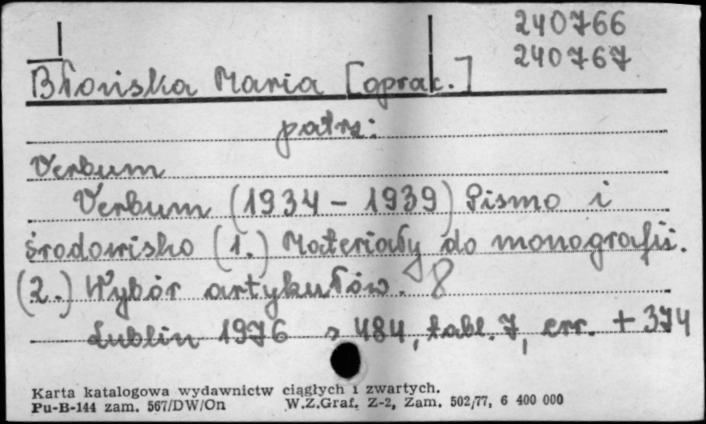 240766
240767
Błońska Maria [oprac.]
patrz:
Verbum
Verbum (1934 - 1939) Pismo i
środowisko (1.) Materiały do monografii.
(2.) Wybór artykułów. 8
Lublin 1976 s 484, tabl. 7, err. + 374
Karta katalogowa wydawnictw ciągłych i zwartych.
Pu-B-144 zam. 567/DW/On W.Z.Graf. Z-2, Zam. 502/77, 6 400 000